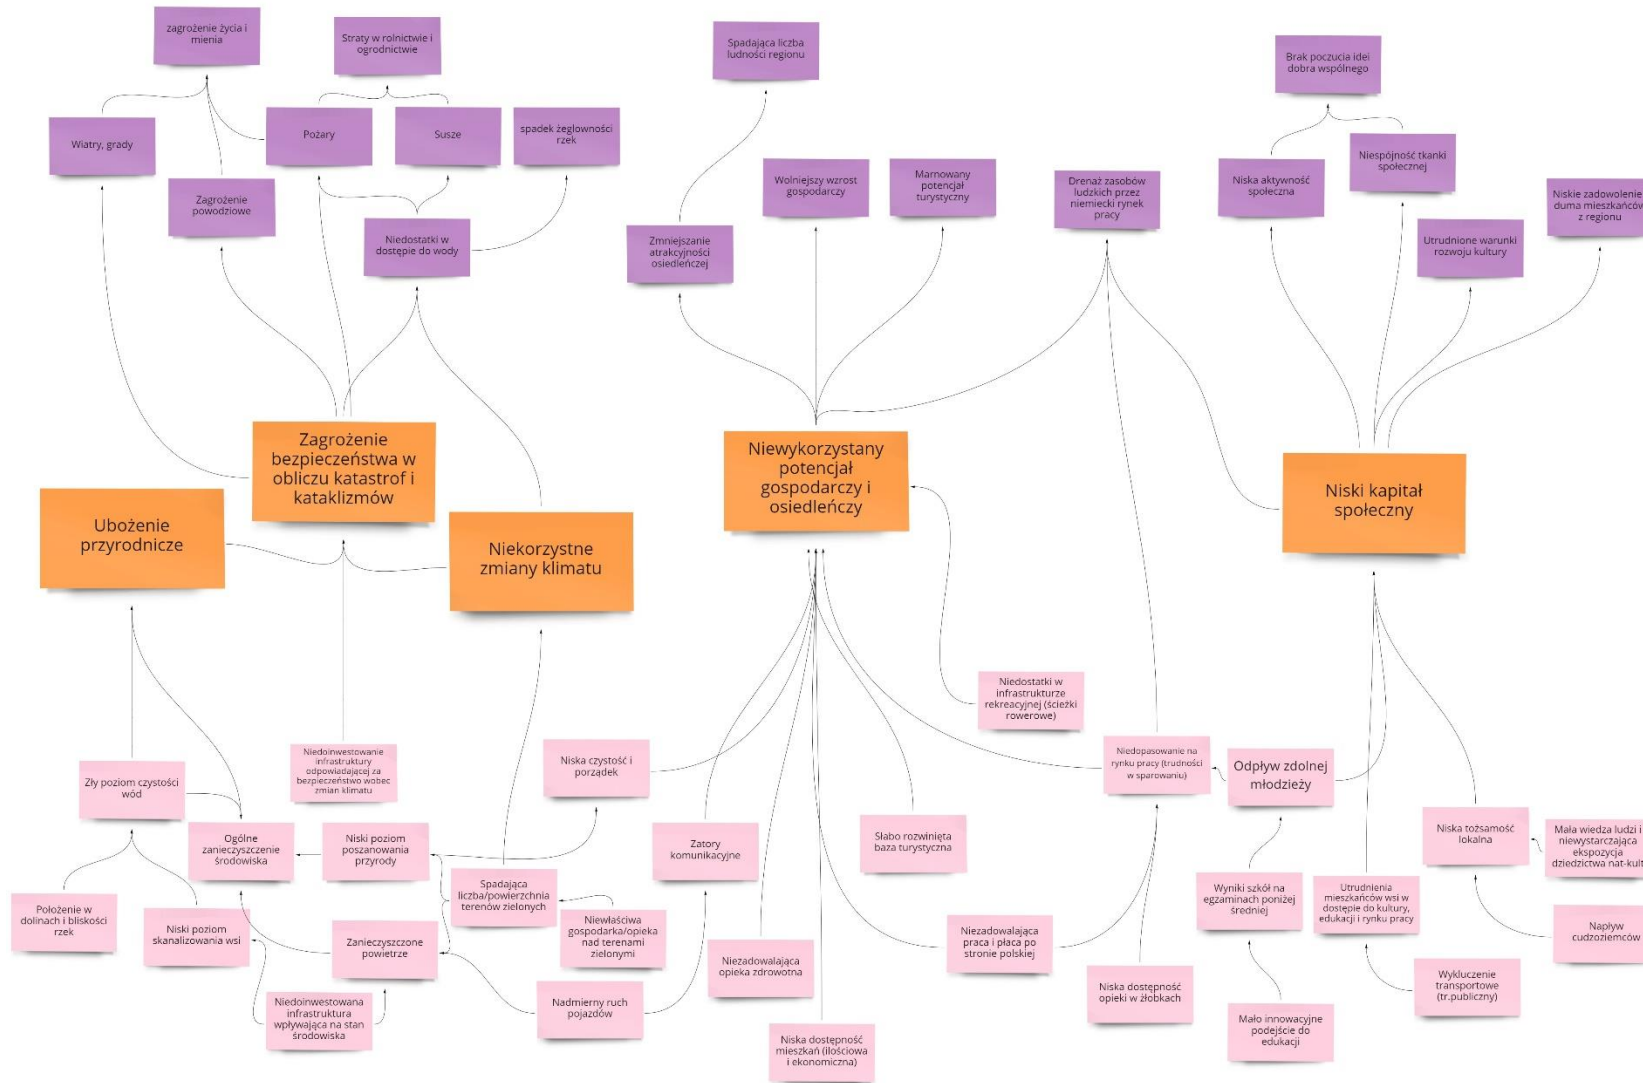 zagrożenie życia i
mienia
Straty w rolnictwie i
ogrodnictwie
Spadająca liczba
ludności regionu
Brak poczucia idei
dobra wspólnego
Wiatry, grady
Pożary
Susze
spadek żeglowności
rzek
Zagrożenie
powodziowe
Niedostatki w
dostępie do wody
Zmniejszanie
atrakcyjności
osiedleńczej
Wolniejszy wzrost
gospodarczy
Marnowany
potencjał
turystyczny
Drenaż zasobów
ludzkich przez
niemiecki rynek
pracy
Niska aktywność
społeczna
Niespójność tkanki
społecznej
Utrudnione warunki
rozwoju kultury
Niskie zadowolenie i
duma mieszkańców
z regionu
Ubożenie
przyrodnicze
Zagrożenie
bezpieczeństwa w
obliczu katastrof i
kataklizmów
Niekorzystne
zmiany klimatu
Niewykorzystany
potencjał
gospodarczy i
osiedleńczy
Niski kapitał
społeczny
Niedostatki w
infrastrukturze
rekreacyjnej (ścieżki
rowerowe)
Zły poziom czystości
wód
Niedoinwestowanie
infrastruktury
odpowiadającej za
bezpieczeństwo wobec
zmian klimatu
Niska czystość i
porządek
Niedopasowanie na
rynku pracy (trudności
w sparowaniu)
Odpływ zdolnej
młodzieży
Ogólne
zanieczyszczenie
środowiska
Niski poziom
poszanowania
przyrody
Zatory
komunikacyjne
Słabo rozwinięta
baza turystyczna
Niska tożsamość
lokalna
Mała wiedza ludzi i
niewystarczająca
ekspozycja
dziedzictwa nat-kult
Spadająca
liczba/powierzchnia
terenów zielonych
Wyniki szkół na
egzaminach poniżej
średniej
Utrudnienia
mieszkańców wsi w
dostępie do kultury,
edukacji i rynku pracy
Położenie w
dolinach i bliskości
rzek
Niski poziom
skanalizowania wsi
Niewłaściwa
gospodarka/opieka
nad terenami
zielonymi
Napływ
cudzoziemców
Zanieczyszczone
powietrze
Niezadowalająca
opieka zdrowotna
Niezadowalająca
praca i płaca po
stronie polskiej
Niska dostępność
opieki w żłobkach
Wykluczenie
transportowe
(tr.publiczny)
Niedoinwestowana
infrastruktura
wpływająca na stan
środowiska
Nadmierny ruch
pojazdów
Niska dostępność
mieszkań (ilościowa
i ekonomiczna)
Mało innowacyjne
podejście do
edukacji